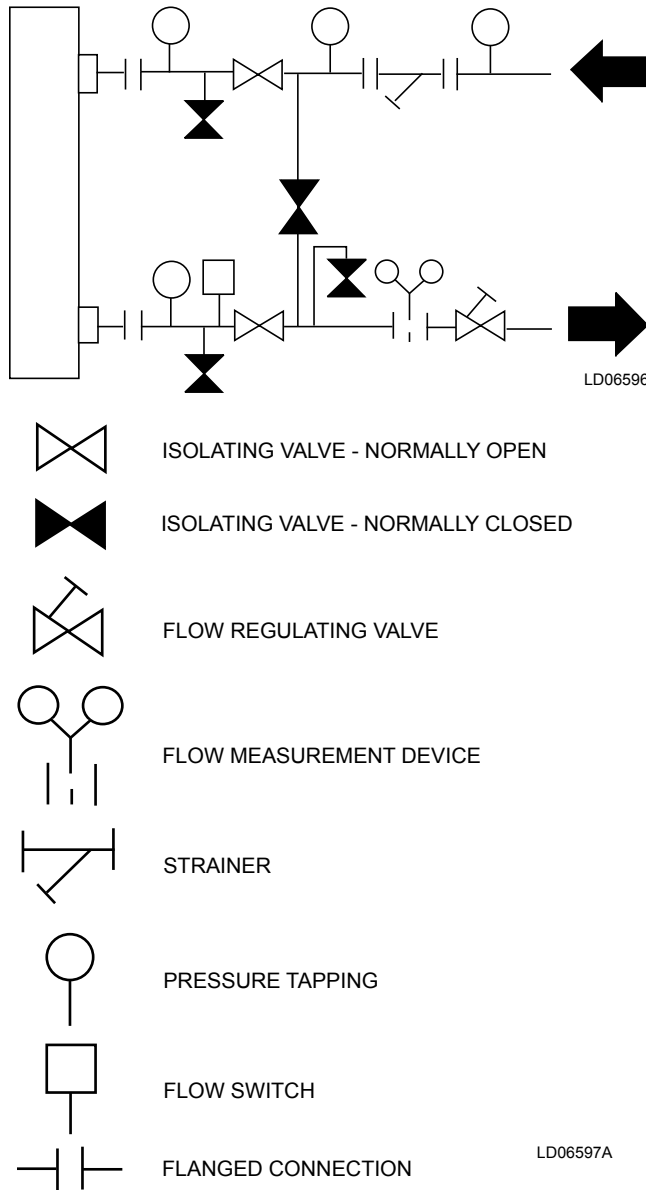 LD06596
ISOLATING VALVE - NORMALLY OPEN
ISOLATING VALVE - NORMALLY CLOSED
FLOW REGULATING VALVE
FLOW MEASUREMENT DEVICE
STRAINER
PRESSURE TAPPING
FLOW SWITCH
LD06597A
FLANGED CONNECTION